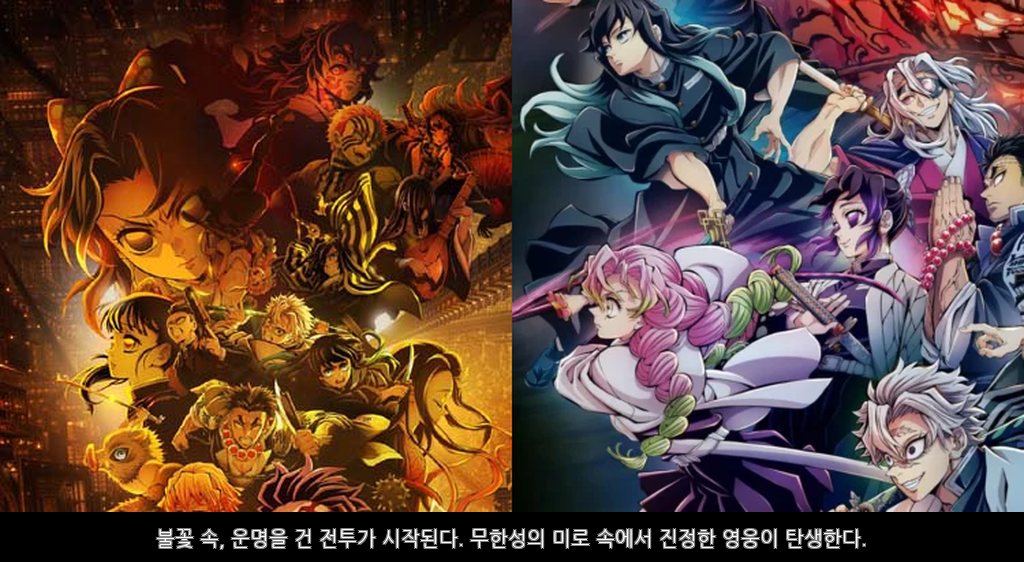 불꽃 속, 운명을 건 전투가 시작된다. 무한성의 미로 속에서 진정한 영웅이 탄생한다.